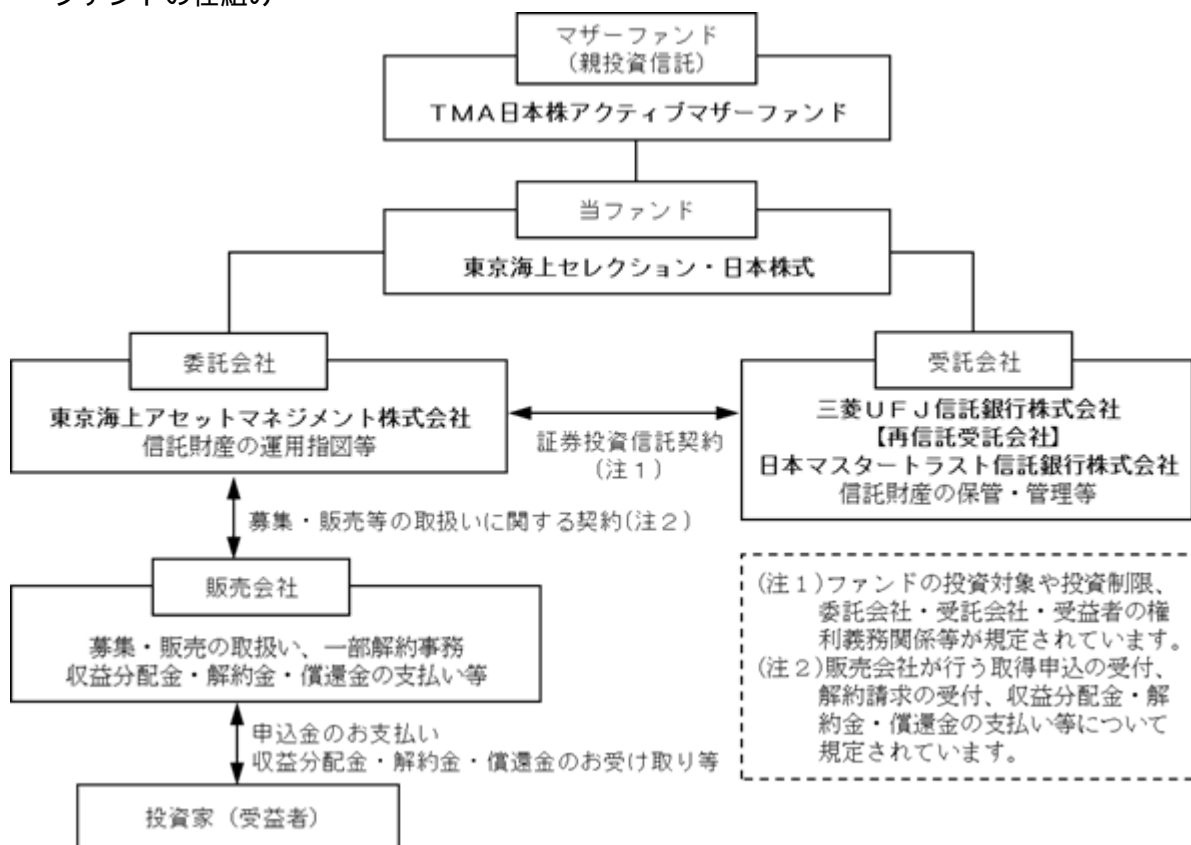 ファンドの仕組み
マザーファンド
(親投資信託)
TMA日本株アクティブマザーファンド
当ファンド
東京海上セレクション・日本株式
委託会社
東京海上アセットマネジメント株式会社
信託財産の運用指図等
証券投資信託契約
(注1)
受託会社
三菱UFJ信託銀行株式会社
【再信託受託会社】
日本マスタートラスト信託銀行株式会社
信託財産の保管・管理等
募集・販売等の取扱いに関する契約(注2)
販売会社
募集・販売の取扱い、一部解約事務
収益分配金・解約金・償還金の支払い等
申込金のお支払い
収益分配金・解約金・償還金のお受け取り等
投資家(受益者)
(注1)ファンドの投資対象や投資制限、
委託会社・受託会社・受益者の権
利義務関係等が規定されています。
(注2)販売会社が行う取得申込の受付、
解約請求の受付、収益分配金・解
約金・償還金の支払い等について
規定されています。